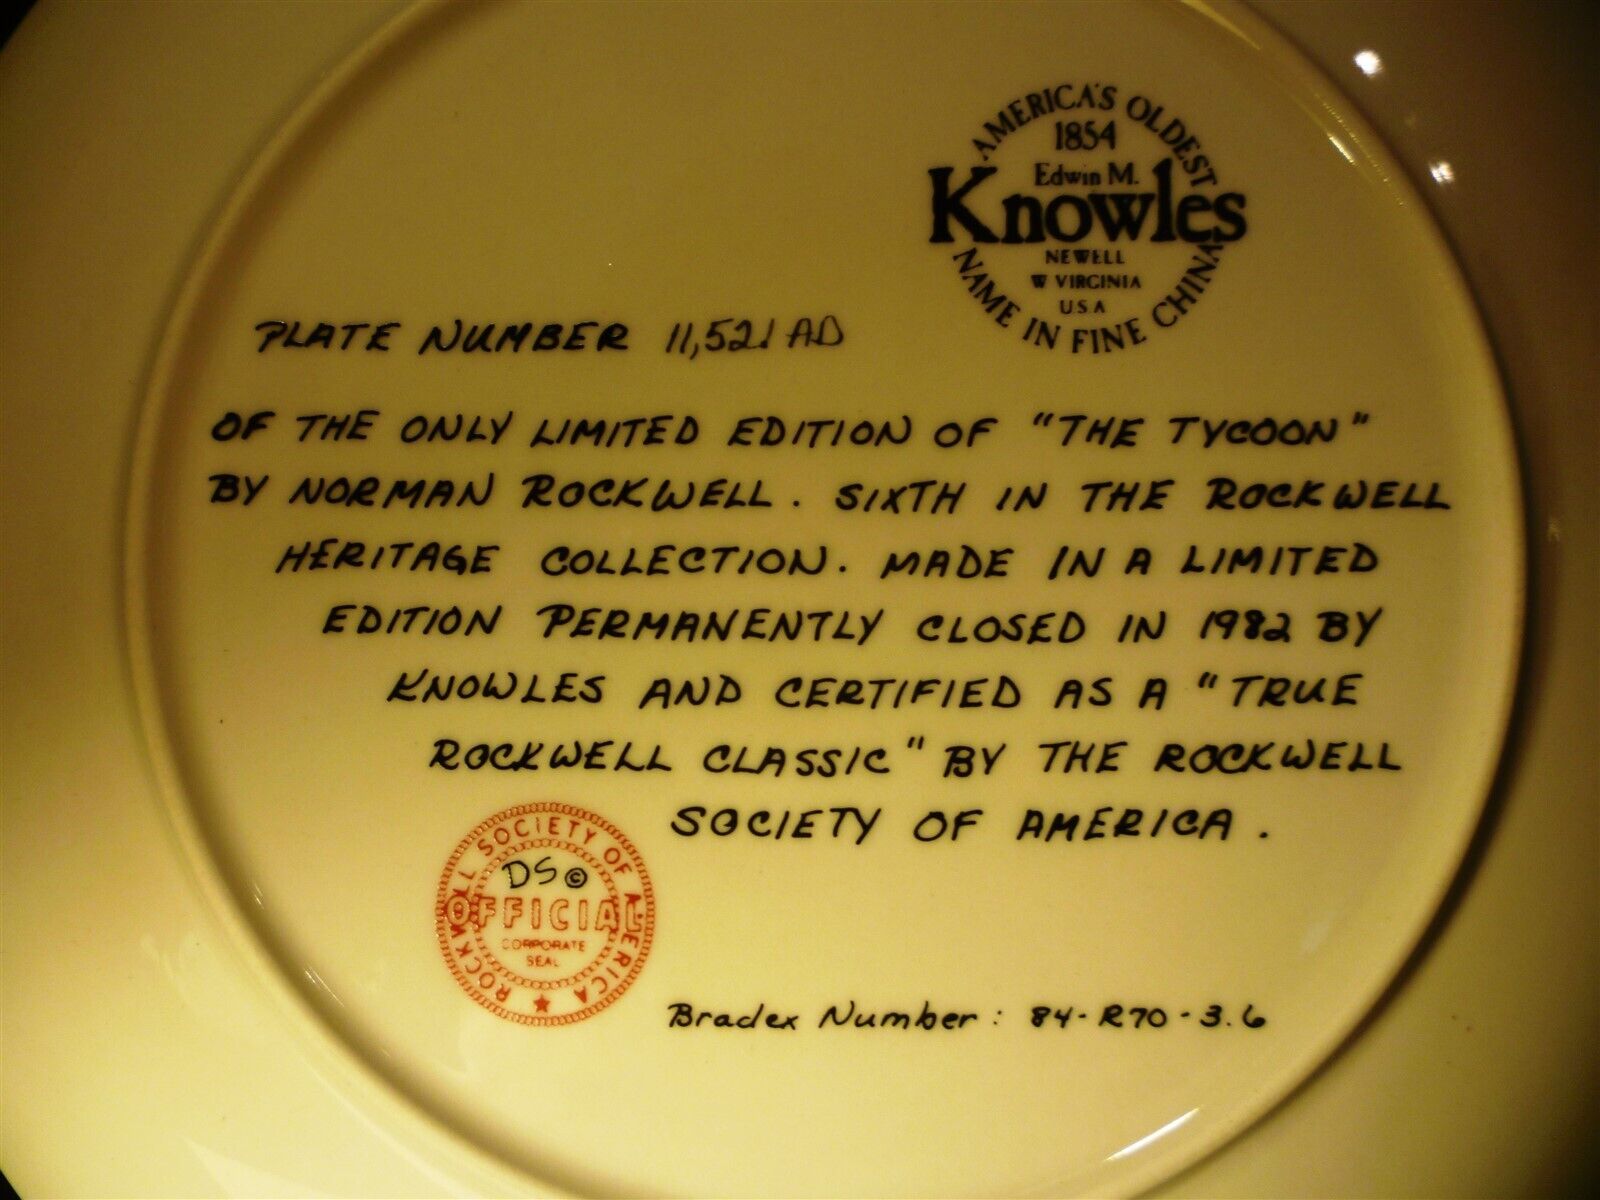 AMERICA'S OLDEST
1854
Edwin M.
Knowles
NEWELL
W VIRGINIA
USA
NAME IN FINE CHINA
PLATE NUMBER 11,521 AD
OF THE ONLY LIMITED EDITION OF "THE TYCOON"
BY NORMAN ROCKWELL. SIXTH IN THE ROCKWELL
HERITAGE COLLECTION. MADE IN A LIMITED
EDITION PERMANENTLY CLOSED IN 1982 BY
KNOWLES AND CERTIFIED AS A "TRUE
ROCKWELL CLASSIC" BY THE ROCKWELL
SOCIETY OF AMERICA.
ROCKWELL SOCIETY OF AMERICA
DS ©
OFFICIAL
CORPORATE
SEAL
Bradex Number: 84-R70-3.6